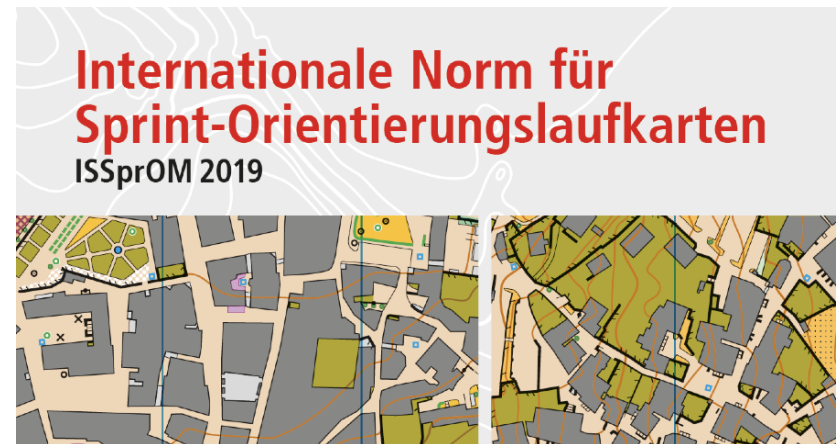 Internationale Norm für
Sprint-Orientierungslaufkarten
ISSprOM 2019